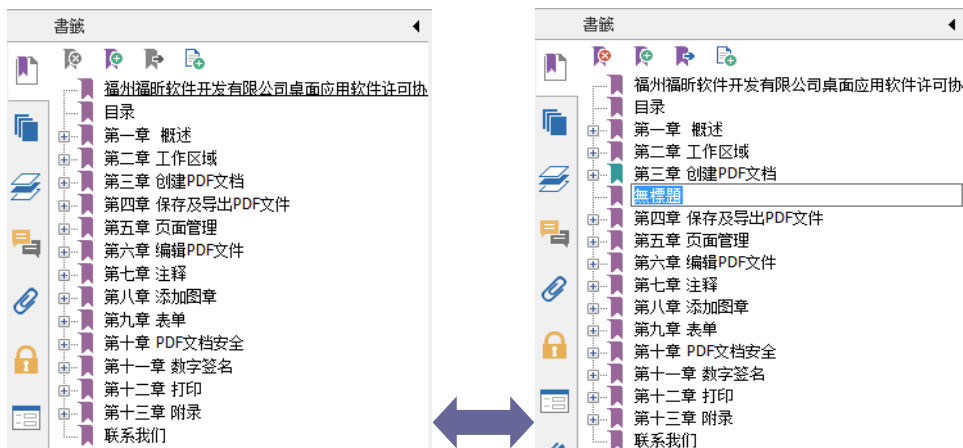 書籤
福州福昕软件开发有限公司桌面应用软件许可协
目录
第一章 概述
第二章 工作区域
第三章 创建PDF文档
第四章 保存及导出PDF文件
第五章 页面管理
第六章 编辑PDF文件
第七章 注释
第八章 添加图章
第九章 表单
第十章 PDF文档安全
第十一章 数字签名
第十二章 打印
第十三章 附录
联系我们
書籤
福州福昕软件开发有限公司桌面应用软件许可协
目录
第一章 概述
第二章 工作区域
第三章 创建PDF文档
無標題
第四章 保存及导出PDF文件
第五章 页面管理
第六章 编辑PDF文件
第七章 注释
第八章 添加图章
第九章 表单
第十章 PDF文档安全
第十一章 数字签名
第十二章 打印
第十三章 附录
联系我们